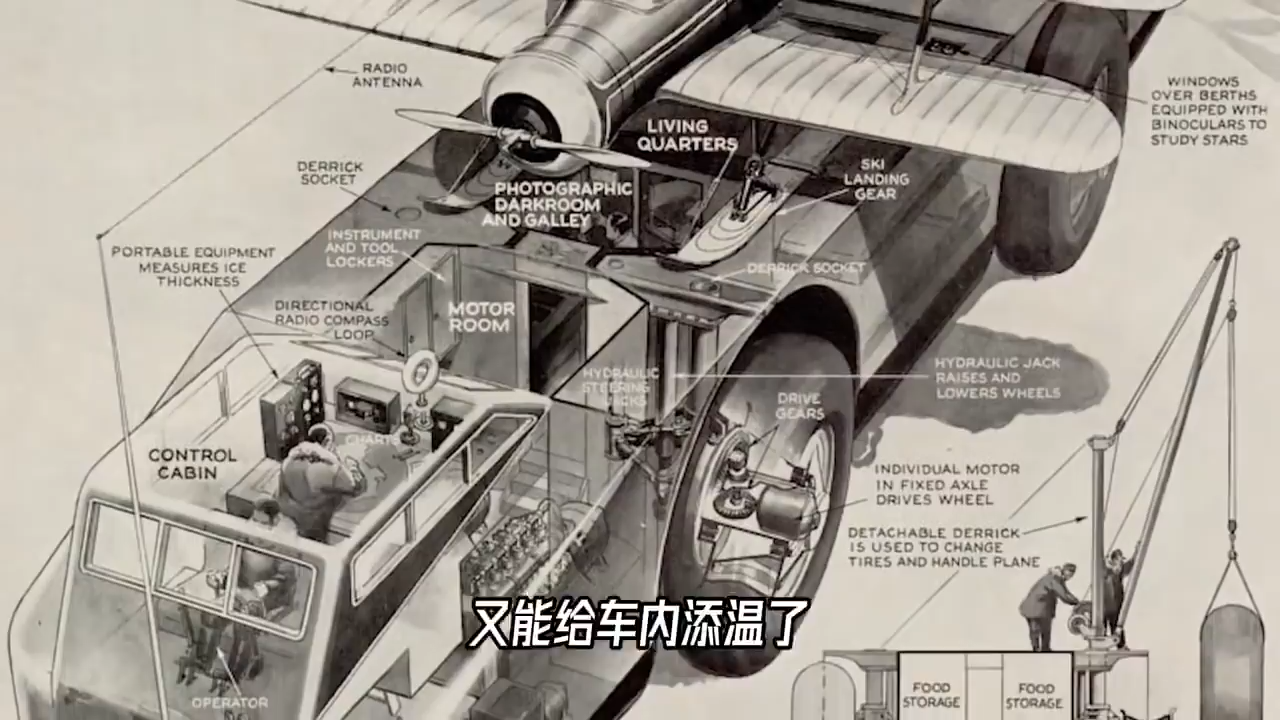 RADIO
ANTENNA
WINDOWS
OVER BERTHS
EQUIPPED WITH
BINOCULARS TO
STUDY STARS
LIVING
QUARTERS
DERRICK
SOCKET
SKI
LANDING
GEAR
PHOTOGRAPHIC
DARKROOM
AND GALLEY
INSTRUMENT
AND TOOL
LOCKERS
PORTABLE EQUIPMENT
MEASURES ICE
THICKNESS
DERRICK SOCKET
DIRECTIONAL
RADIO COMPASS
LOOP
MOTOR
ROOM
HYDRAULIC
STEERING
JACKS
HYDRAULIC JACK
RAISES AND
LOWERS WHEELS
DRIVE
GEARS
CHARTS
CONTROL
CABIN
INDIVIDUAL MOTOR
IN FIXED AXLE
DRIVES WHEEL
DETACHABLE DERRICK
IS USED TO CHANGE
TIRES AND HANDLE PLANE
又能给车内添温了
OPERATOR
FOOD
STORAGE
FOOD
STORAGE